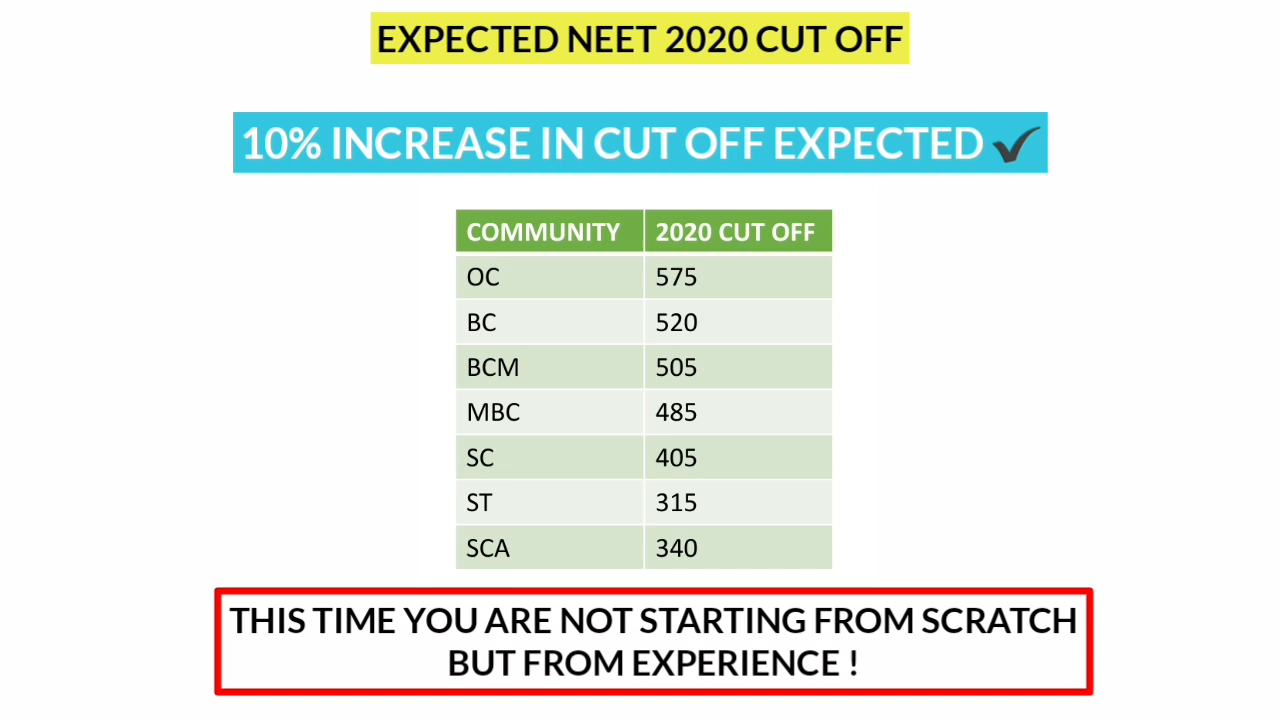 EXPECTED NEET 2020 CUT OFF
10% INCREASE IN CUT OFF EXPECTED ✔
COMMUNITY 2020 CUT OFF
OC 575
BC 520
BCM 505
MBC 485
SC 405
ST 315
SCA 340
THIS TIME YOU ARE NOT STARTING FROM SCRATCH
BUT FROM EXPERIENCE !